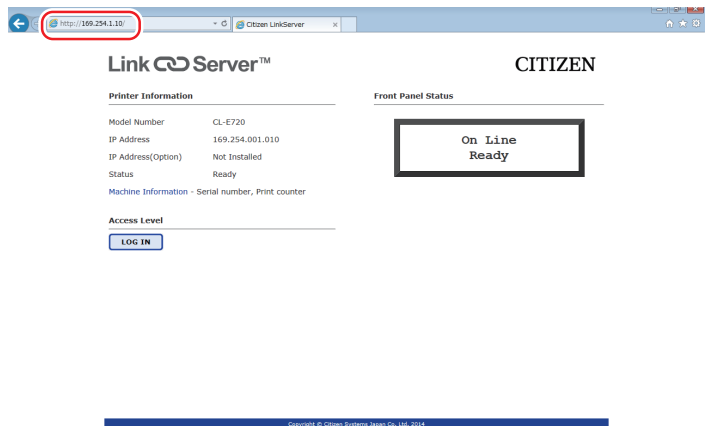 http://169.254.1.10/
Citizen LinkServer
Link Server™
CITIZEN
Printer Information
Model Number CL-E720
IP Address 169.254.001.010
IP Address(Option) Not Installed
Status Ready
Machine Information - Serial number, Print counter
Access Level
LOG IN
Front Panel Status
On Line
Ready
Copyright © Citizen Systems Japan Co., Ltd. 2014